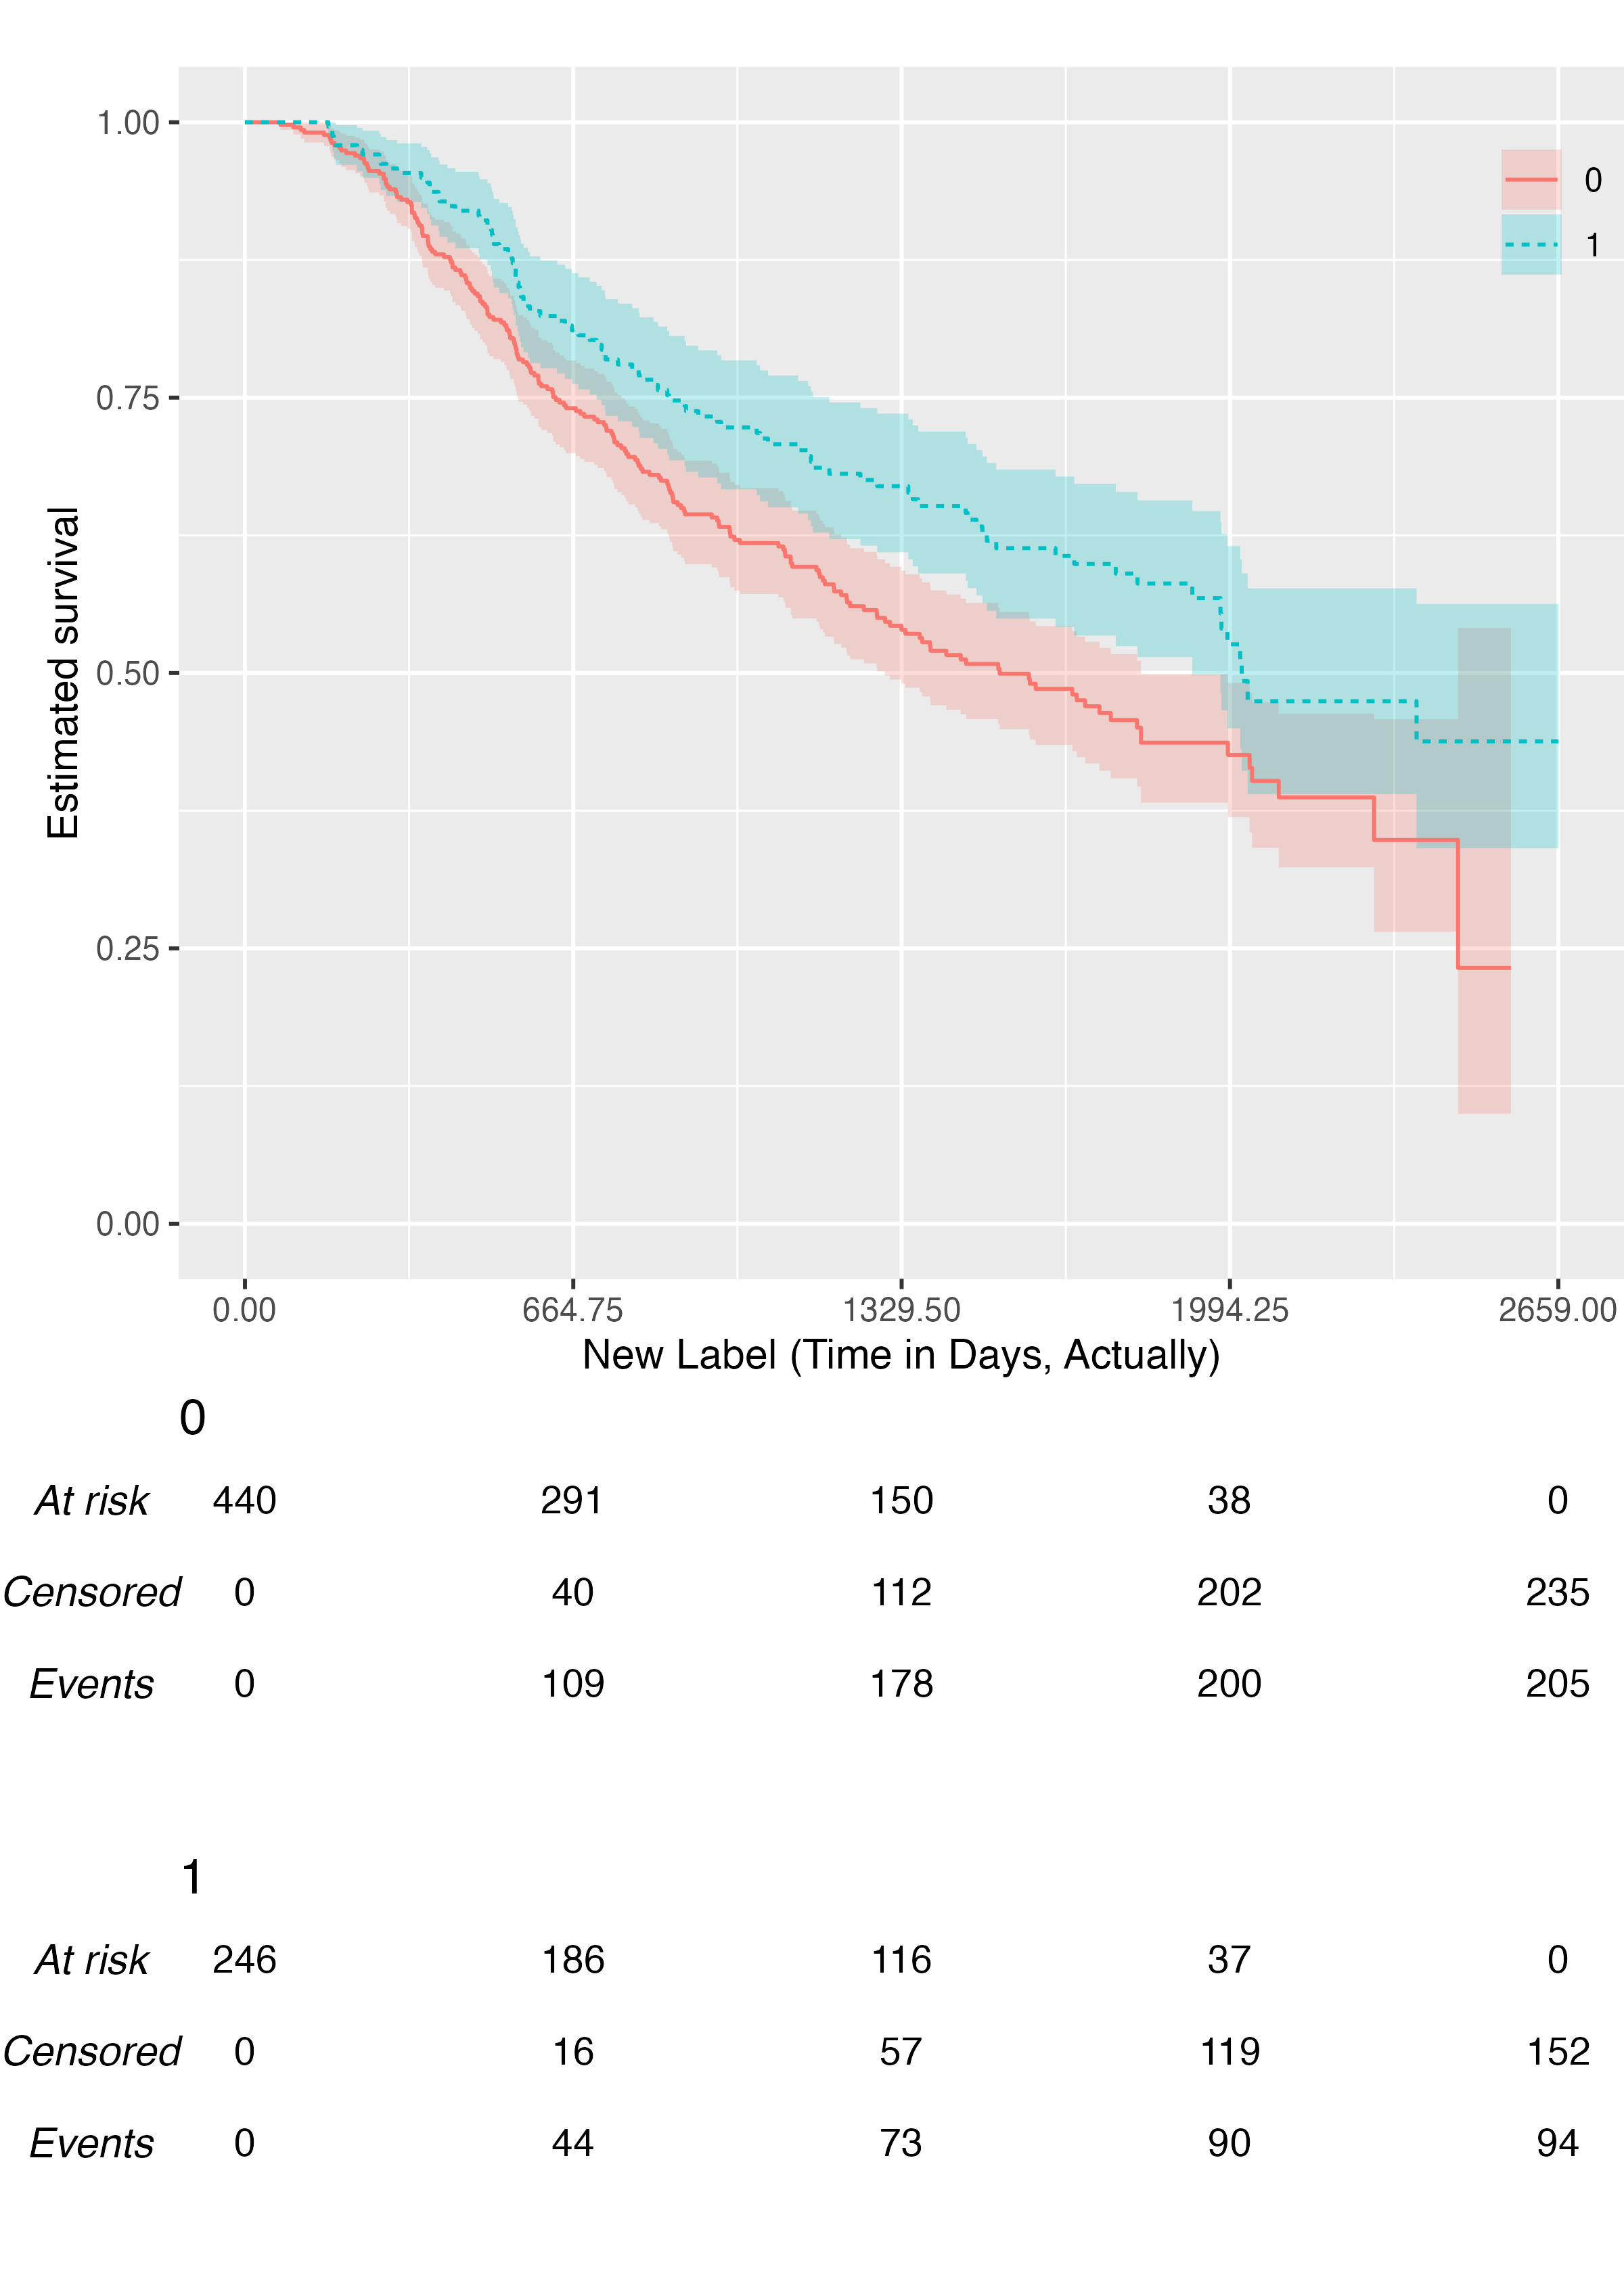 1.00
0.75
0.50
0.25
0.00
Estimated survival
0
1
0.00 664.75 1329.50 1994.25 2659.00
New Label (Time in Days, Actually)
0
At risk 440 291 150 38 0
Censored 0 40 112 202 235
Events 0 109 178 200 205
1
At risk 246 186 116 37 0
Censored 0 16 57 119 152
Events 0 44 73 90 94